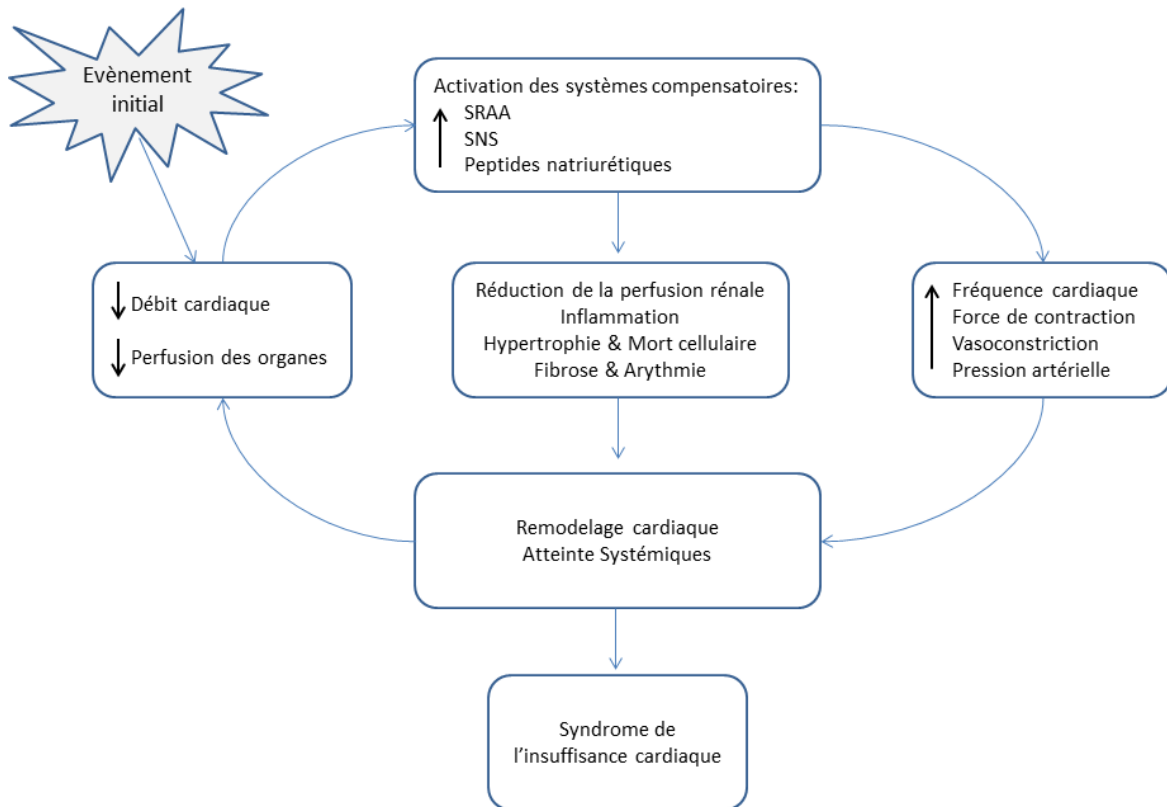 Evènement
initial
Activation des systèmes compensatoires:
SRAA
SNS
Peptides natriurétiques
Débit cardiaque
Perfusion des organes
Réduction de la perfusion rénale
Inflammation
Hypertrophie & Mort cellulaire
Fibrose & Arythmie
Fréquence cardiaque
Force de contraction
Vasoconstriction
Pression artérielle
Remodelage cardiaque
Atteinte Systémiques
Syndrome de
l’insuffisance cardiaque